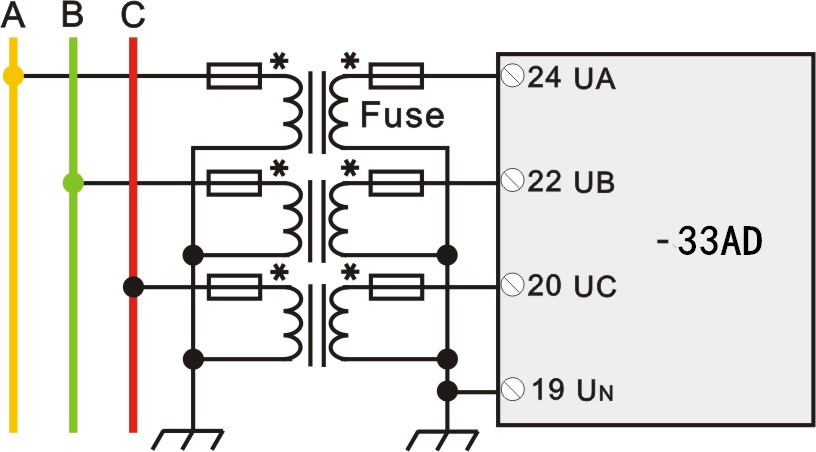 A B C
* *
24 UA
Fuse
* *
22 UB
-33AD
* *
20 UC
19 UN